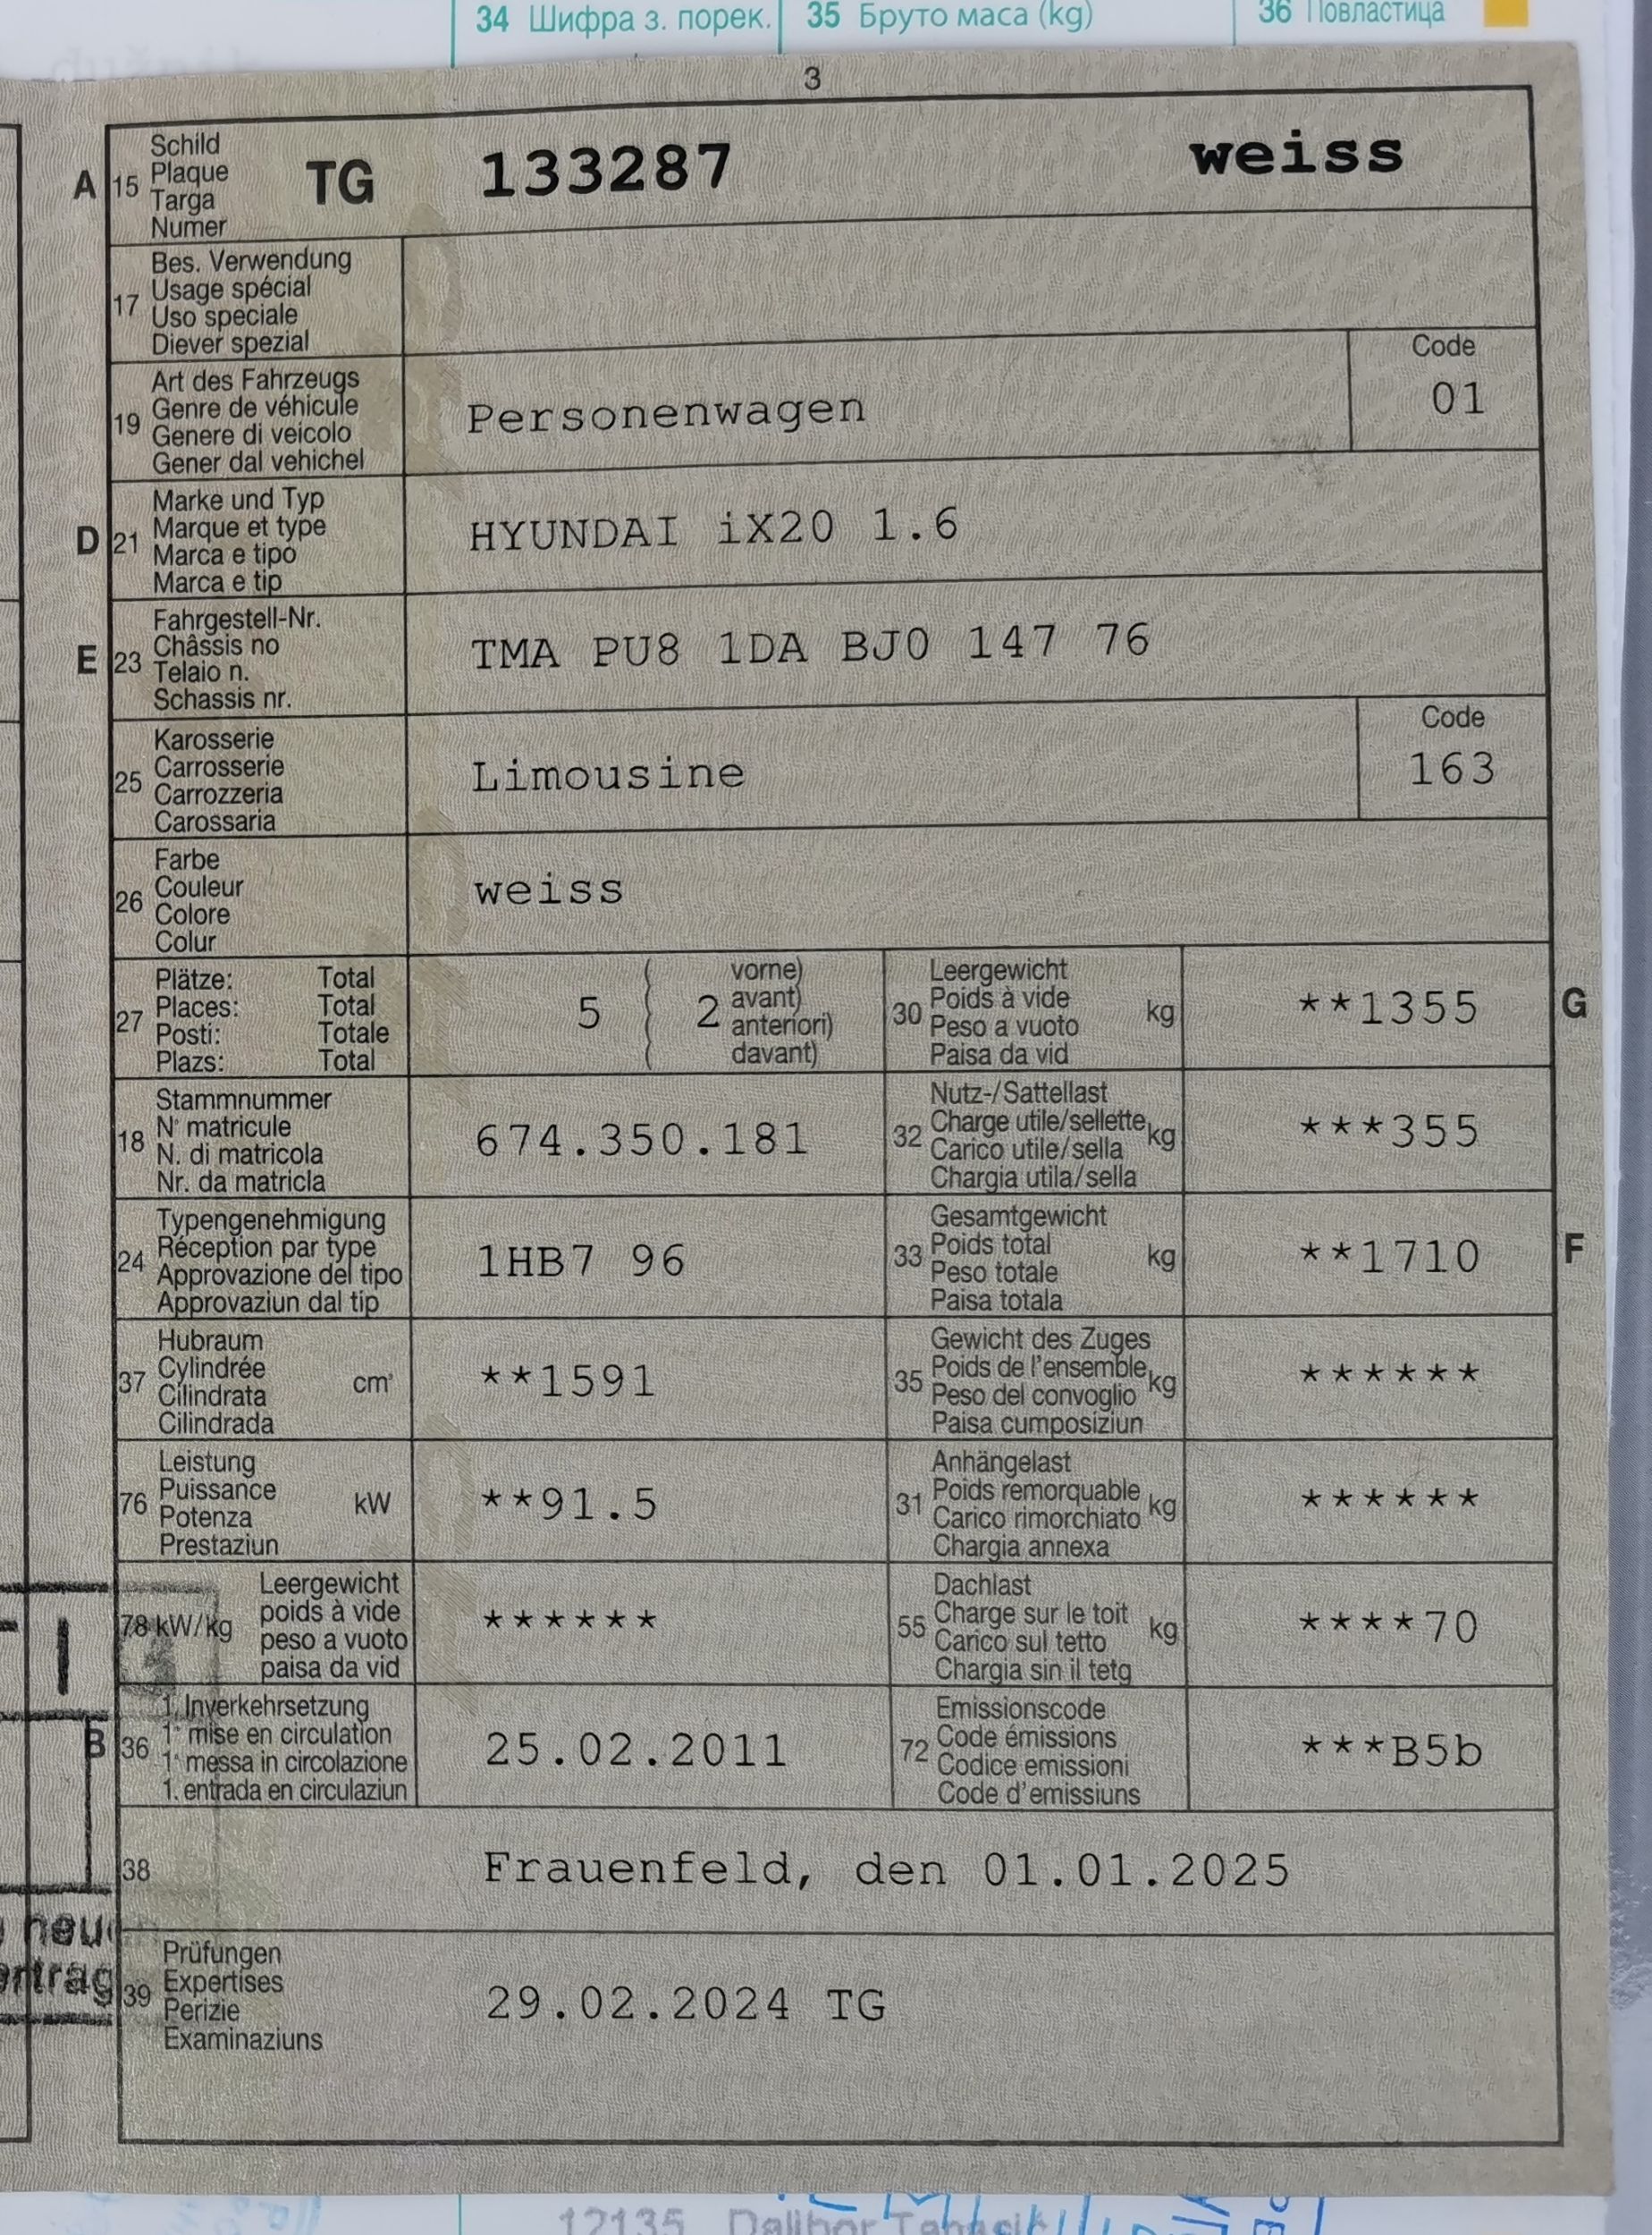 34 Шифра з. порек. 35 Бруто маса (kg) 36 Повластица
3
A 15 Schild
Plaque
Targa
Numer
TG 133287 weiss
17 Bes. Verwendung
Usage spécial
Uso speciale
Diever spezial
19 Art des Fahrzeugs
Genre de véhicule
Genere di veicolo
Gener dal vehichel
Personenwagen
Code
01
D 21 Marke und Typ
Marque et type
Marca e tipo
Marca e tip
HYUNDAI iX20 1.6
E 23 Fahrgestell-Nr.
Châssis no
Telaio n.
Schassis nr.
TMA PU8 1DA BJ0 147 76
25 Karosserie
Carrosserie
Carrozzeria
Carossaria
Limousine
Code
163
26 Farbe
Couleur
Colore
Colur
weiss
27 Plätze: Total
Places: Total
Posti: Totale
Plazs: Total
5 ( 2 vorne)
avant)
anteriori)
davant)
30 Leergewicht
Poids à vide
Peso a vuoto
Paisa da vid
kg **1355 G
18 Stammnummer
N° matricule
N. di matricola
Nr. da matricla
674.350.181
32 Nutz-/Sattellast
Charge utile/sellette
Carico utile/sella
Chargia utila/sella
kg ***355
24 Typengenehmigung
Réception par type
Approvazione del tipo
Approvaziun dal tip
1HB7 96
33 Gesamtgewicht
Poids total
Peso totale
Paisa totala
kg **1710 F
37 Hubraum
Cylindrée
Cilindrata
Cilindrada
cm³ **1591
35 Gewicht des Zuges
Poids de l'ensemble
Peso del convoglio
Paisa cumposiziun
kg ******
76 Leistung
Puissance
Potenza
Prestaziun
kW **91.5
31 Anhängelast
Poids remorquable
Carico rimorchiato
Chargia annexa
kg ******
78 kW/kg Leergewicht
poids à vide
peso a vuoto
paisa da vid
******
55 Dachlast
Charge sur le toit
Carico sul tetto
Chargia sin il tetg
kg ****70
B 36 1. Inverkehrsetzung
1ʳᵉ mise en circulation
1ª messa in circolazione
1. entrada en circulaziun
25.02.2011
72 Emissionscode
Code émissions
Codice emissioni
Code d'emissiuns
***B5b
38 Frauenfeld, den 01.01.2025
39 Prüfungen
Expertises
Perizie
Examinaziuns
29.02.2024 TG
12135 Dalibor